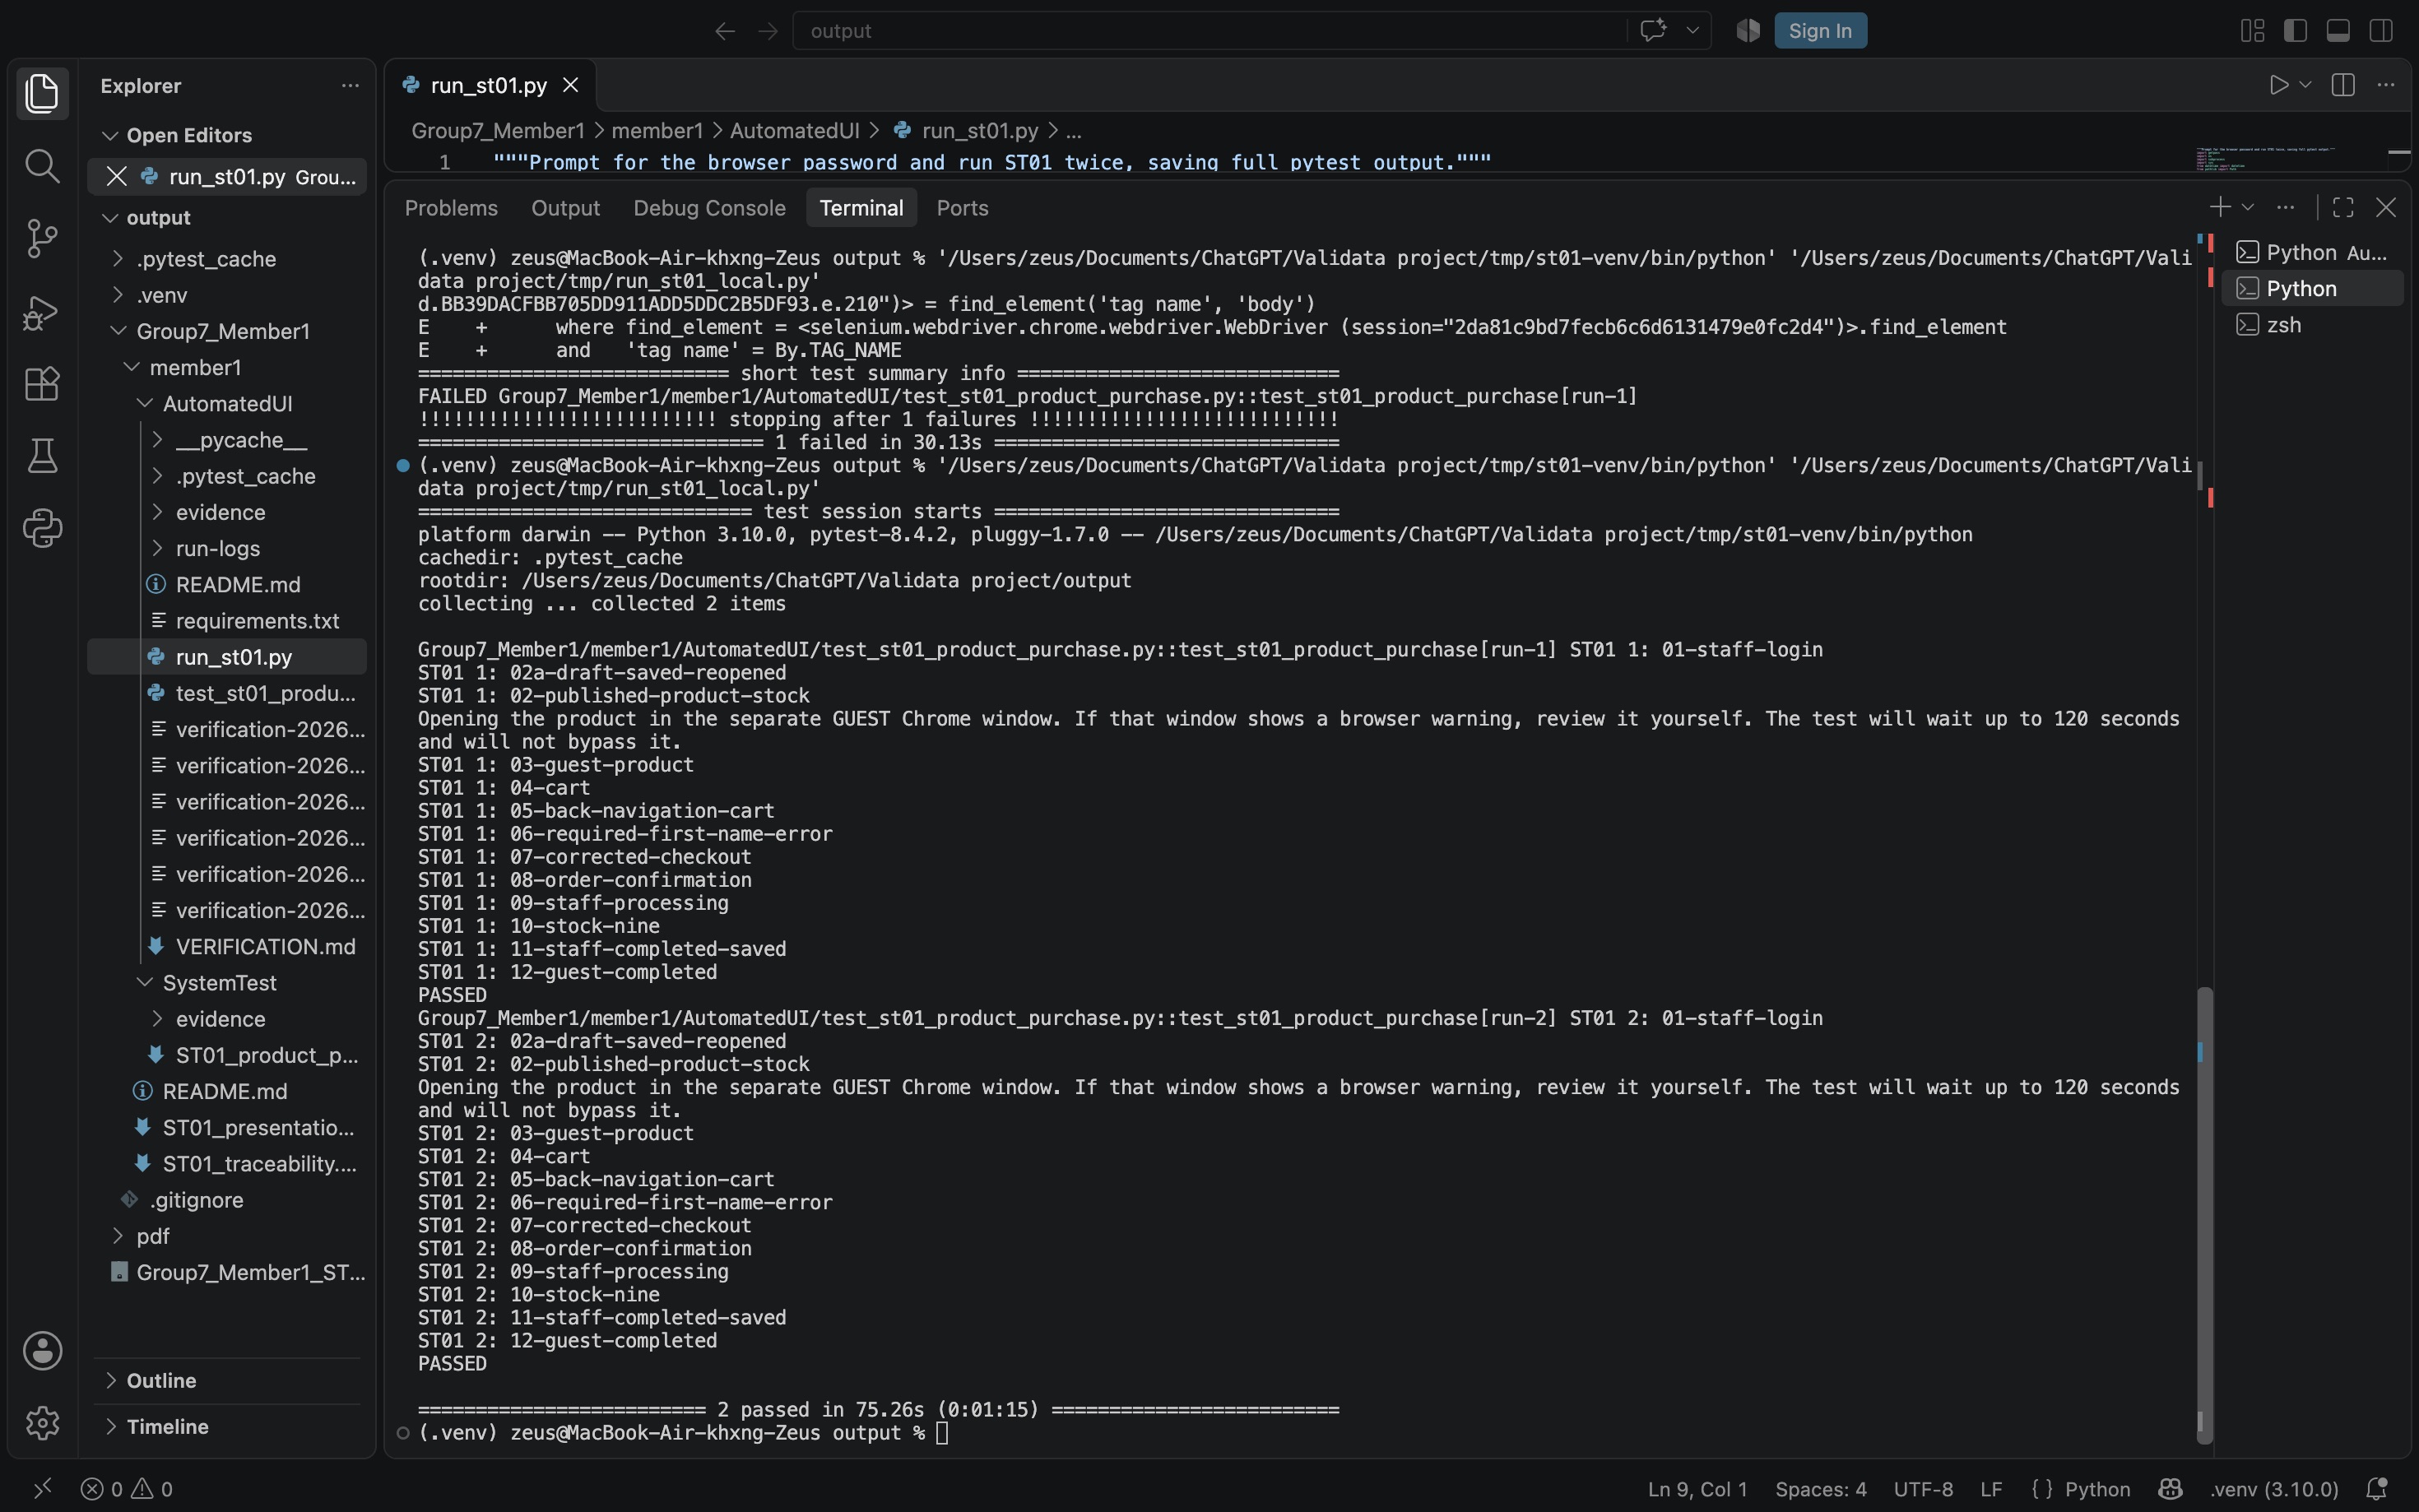 output
Sign In
Explorer
Open Editors
run_st01.py Grou...
output
.pytest_cache
.venv
Group7_Member1
member1
AutomatedUI
__pycache__
.pytest_cache
evidence
run-logs
README.md
requirements.txt
run_st01.py
test_st01_produ...
verification-2026...
verification-2026...
verification-2026...
verification-2026...
verification-2026...
verification-2026...
VERIFICATION.md
SystemTest
evidence
ST01_product_p...
README.md
ST01_presentatio...
ST01_traceability....
.gitignore
pdf
Group7_Member1_ST...
Outline
Timeline
run_st01.py
Group7_Member1 > member1 > AutomatedUI > run_st01.py > ...
1 """Prompt for the browser password and run ST01 twice, saving full pytest output."""
Problems Output Debug Console Terminal Ports
(.venv) zeus@MacBook-Air-khxng-Zeus output % '/Users/zeus/Documents/ChatGPT/Validata project/tmp/st01-venv/bin/python' '/Users/zeus/Documents/ChatGPT/Vali
data project/tmp/run_st01_local.py'
d.BB39DACFBB705DD911ADD5DDC2B5DF93.e.210")> = find_element('tag name', 'body')
E + where find_element = <selenium.webdriver.chrome.webdriver.WebDriver (session="2da81c9bd7fecb6c6d6131479e0fc2d4")>.find_element
E + and 'tag name' = By.TAG_NAME
=========================== short test summary info ============================
FAILED Group7_Member1/member1/AutomatedUI/test_st01_product_purchase.py::test_st01_product_purchase[run-1]
!!!!!!!!!!!!!!!!!!!!!!!!!! stopping after 1 failures !!!!!!!!!!!!!!!!!!!!!!!!!!!
============================== 1 failed in 30.13s ==============================
(.venv) zeus@MacBook-Air-khxng-Zeus output % '/Users/zeus/Documents/ChatGPT/Validata project/tmp/st01-venv/bin/python' '/Users/zeus/Documents/ChatGPT/Vali
data project/tmp/run_st01_local.py'
============================= test session starts ==============================
platform darwin -- Python 3.10.0, pytest-8.4.2, pluggy-1.7.0 -- /Users/zeus/Documents/ChatGPT/Validata project/tmp/st01-venv/bin/python
cachedir: .pytest_cache
rootdir: /Users/zeus/Documents/ChatGPT/Validata project/output
collecting ... collected 2 items
Group7_Member1/member1/AutomatedUI/test_st01_product_purchase.py::test_st01_product_purchase[run-1] ST01 1: 01-staff-login
ST01 1: 02a-draft-saved-reopened
ST01 1: 02-published-product-stock
Opening the product in the separate GUEST Chrome window. If that window shows a browser warning, review it yourself. The test will wait up to 120 seconds
and will not bypass it.
ST01 1: 03-guest-product
ST01 1: 04-cart
ST01 1: 05-back-navigation-cart
ST01 1: 06-required-first-name-error
ST01 1: 07-corrected-checkout
ST01 1: 08-order-confirmation
ST01 1: 09-staff-processing
ST01 1: 10-stock-nine
ST01 1: 11-staff-completed-saved
ST01 1: 12-guest-completed
PASSED
Group7_Member1/member1/AutomatedUI/test_st01_product_purchase.py::test_st01_product_purchase[run-2] ST01 2: 01-staff-login
ST01 2: 02a-draft-saved-reopened
ST01 2: 02-published-product-stock
Opening the product in the separate GUEST Chrome window. If that window shows a browser warning, review it yourself. The test will wait up to 120 seconds
and will not bypass it.
ST01 2: 03-guest-product
ST01 2: 04-cart
ST01 2: 05-back-navigation-cart
ST01 2: 06-required-first-name-error
ST01 2: 07-corrected-checkout
ST01 2: 08-order-confirmation
ST01 2: 09-staff-processing
ST01 2: 10-stock-nine
ST01 2: 11-staff-completed-saved
ST01 2: 12-guest-completed
PASSED
========================= 2 passed in 75.26s (0:01:15) =========================
(.venv) zeus@MacBook-Air-khxng-Zeus output %
Python Au...
Python
zsh
0 0
Ln 9, Col 1 Spaces: 4 UTF-8 LF { } Python .venv (3.10.0)